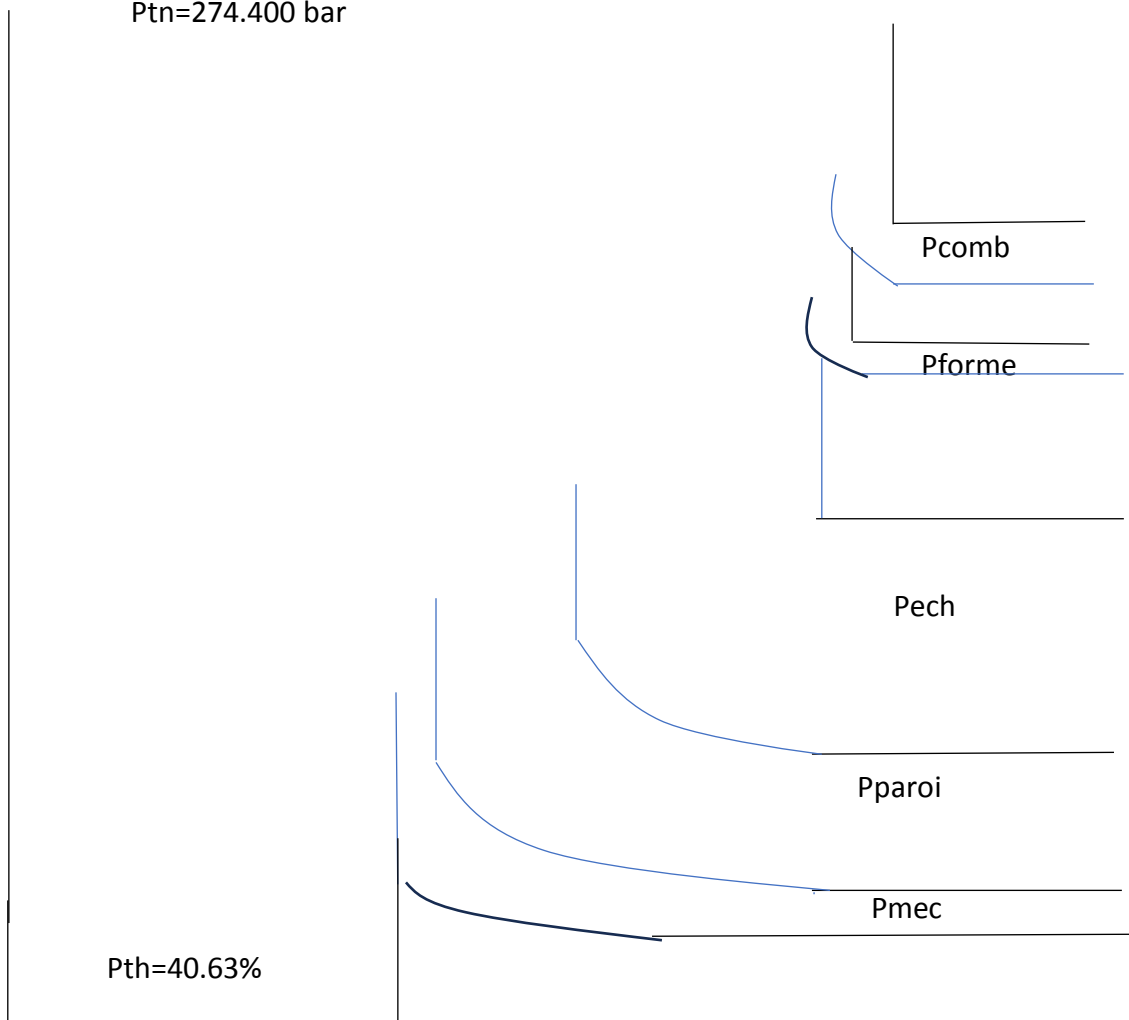 Ptn=274.400 bar
Pcomb
Pforme
Pech
Pparoi
Pmec
Pth=40.63%